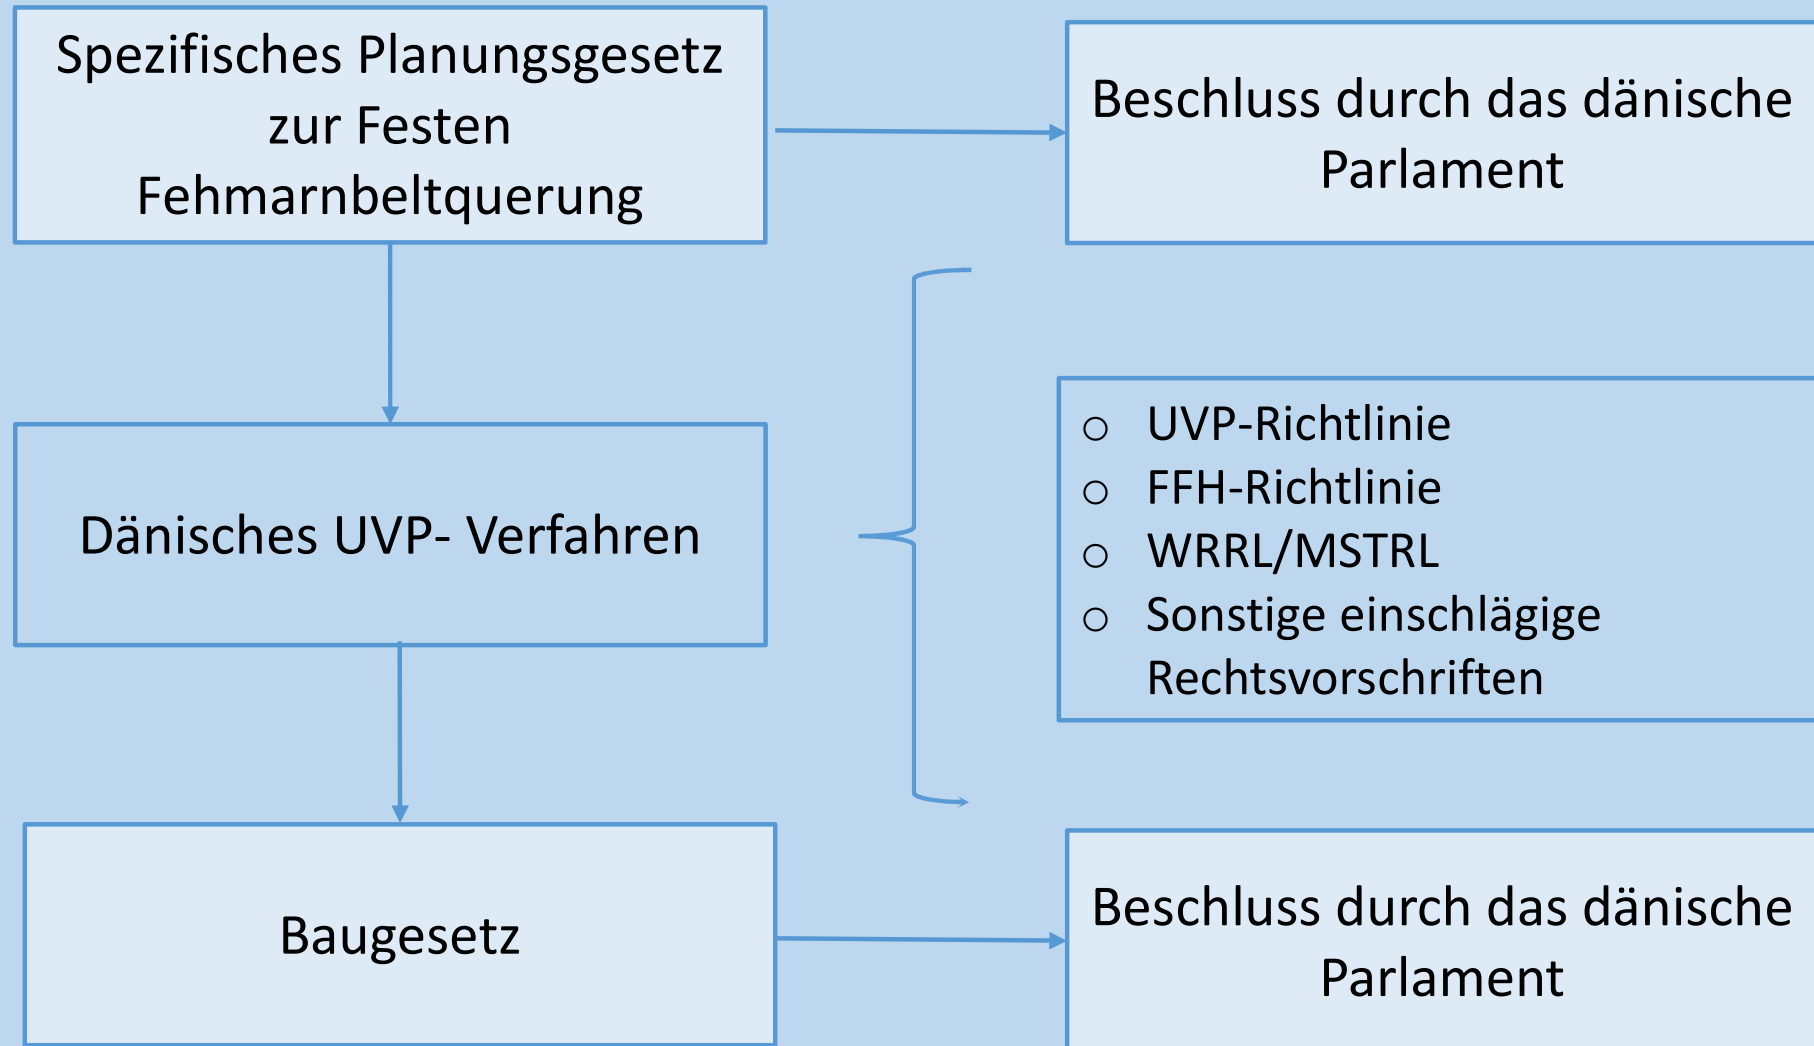 Spezifisches Planungsgesetz
zur Festen
Fehmarnbeltquerung
Beschluss durch das dänische
Parlament
Dänisches UVP- Verfahren
o UVP-Richtlinie
o FFH-Richtlinie
o WRRL/MSTRL
o Sonstige einschlägige
Rechtsvorschriften
Baugesetz
Beschluss durch das dänische
Parlament